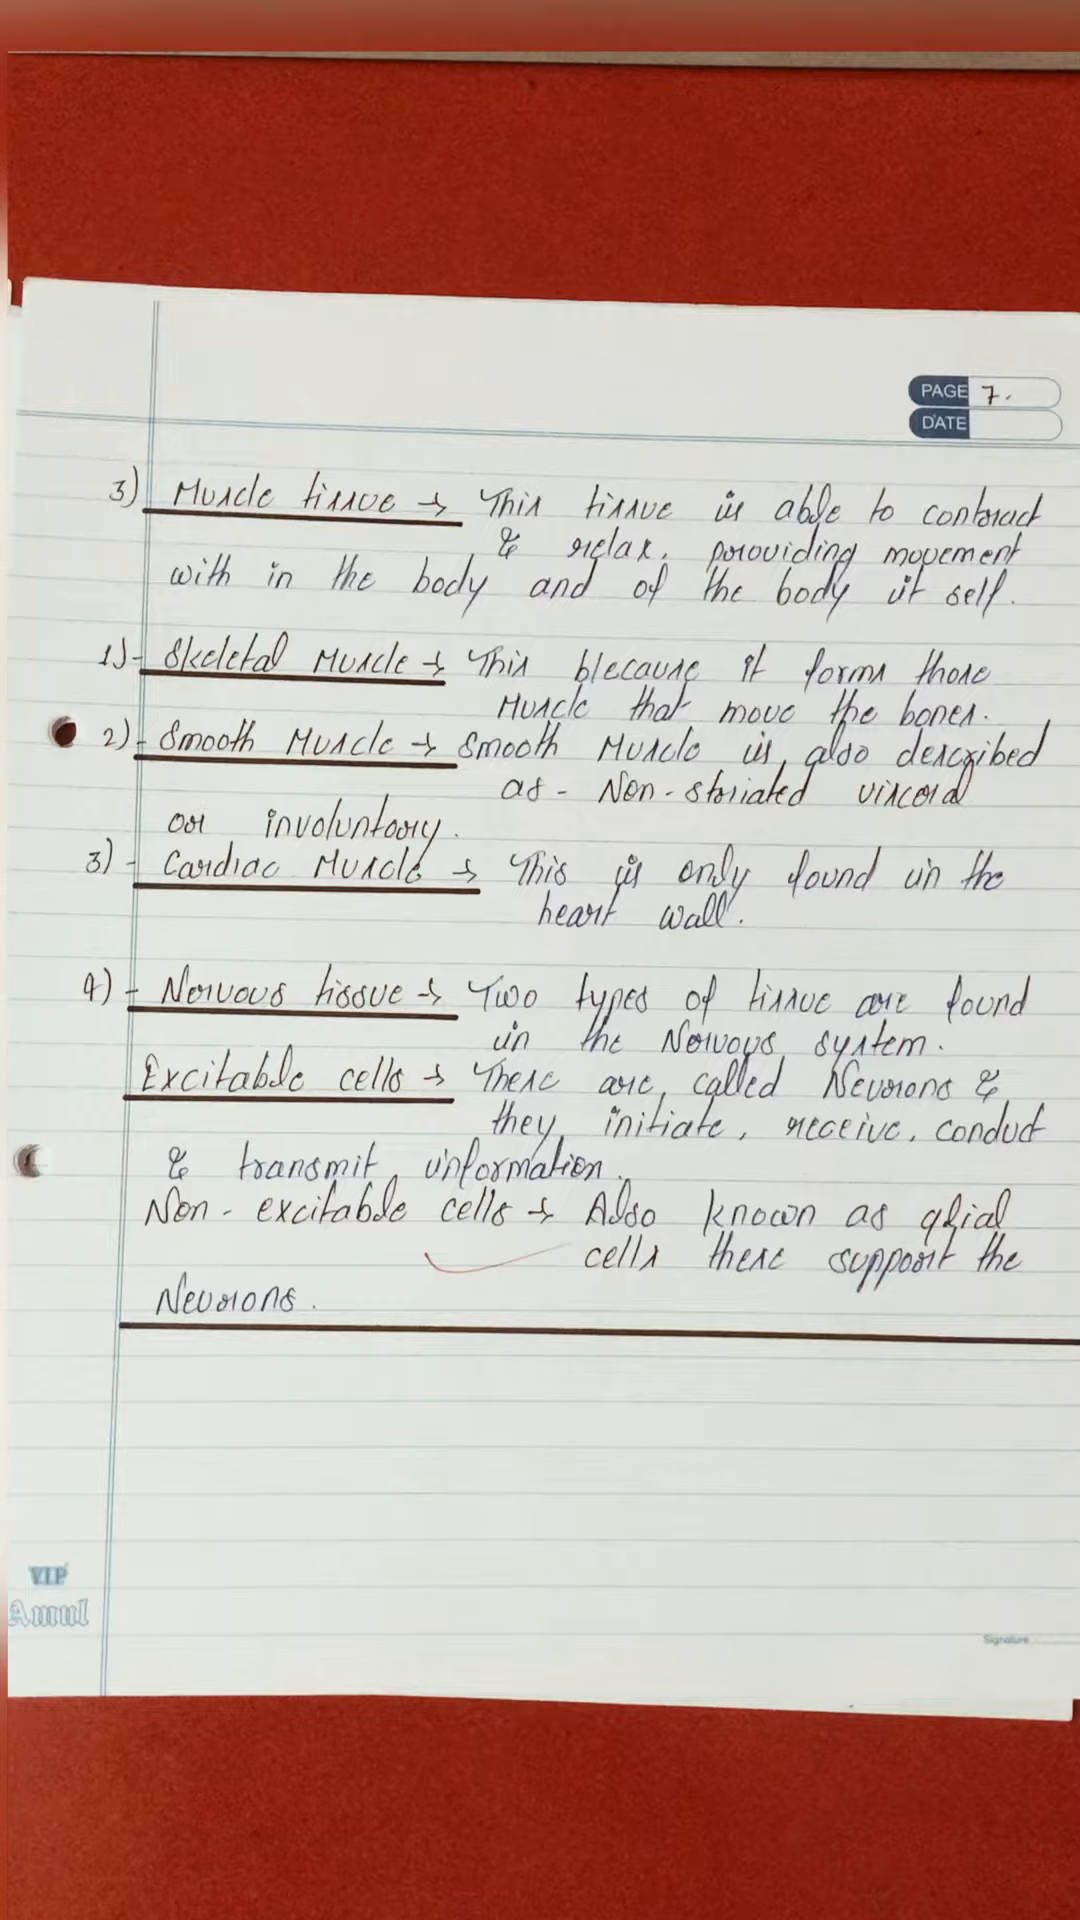 PAGE 7.
DATE
3) Muscle tissue → This tissue is able to contract
& relax, providing movement
with in the body and of the body it self.
1)- Skeletal Muscle → This blecause it forms those
Muscle that move the bones.
2)- Smooth Muscle → Smooth Muscle is also described
as - Non - striated visceral
or involuntary.
3)- Cardiac Muscle → This is only found in the
heart wall.
4)- Nervous tissue → Two types of tissue are found
in the Nervous system.
Excitable cells → These are called Neurons &
they initiate, receive, conduct
& transmit information.
Non - excitable cells → Also known as glial
cells these support the
Neurons.
VIP
Amul
Signature